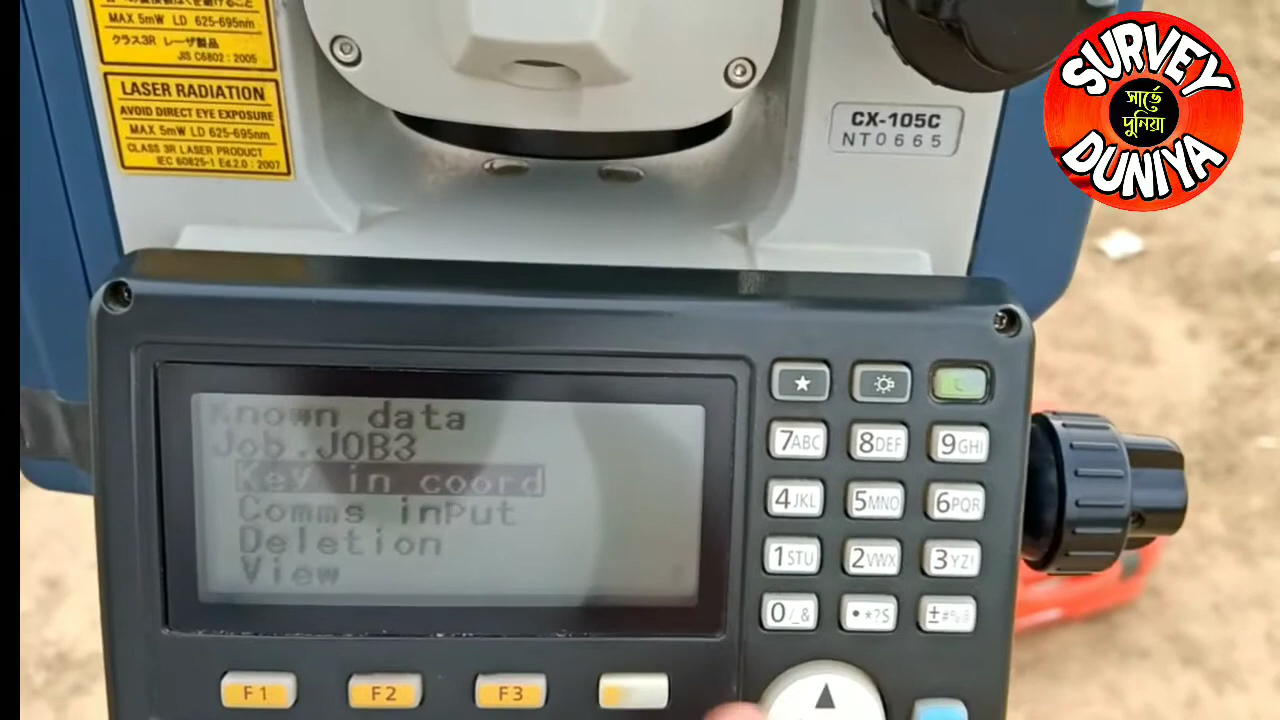 MAX 5mW LD 625-695nm
クラス3R レーザ製品
JIS C6802 : 2005
LASER RADIATION
AVOID DIRECT EYE EXPOSURE
MAX 5mW LD 625-695nm
CLASS 3R LASER PRODUCT
IEC 60825-1 Ed.2.0 : 2007
CX-105C
NT0665
SURVEY
সার্ভে
দুনিয়া
DUNIYA
Known data
Job.JOB3
Key in coord
Comms input
Deletion
View
7ABC 8DEF 9GHI
4JKL 5MNO 6PQR
1STU 2VWX 3YZ!
0/_& •*?$ ±#%@
F1 F2 F3